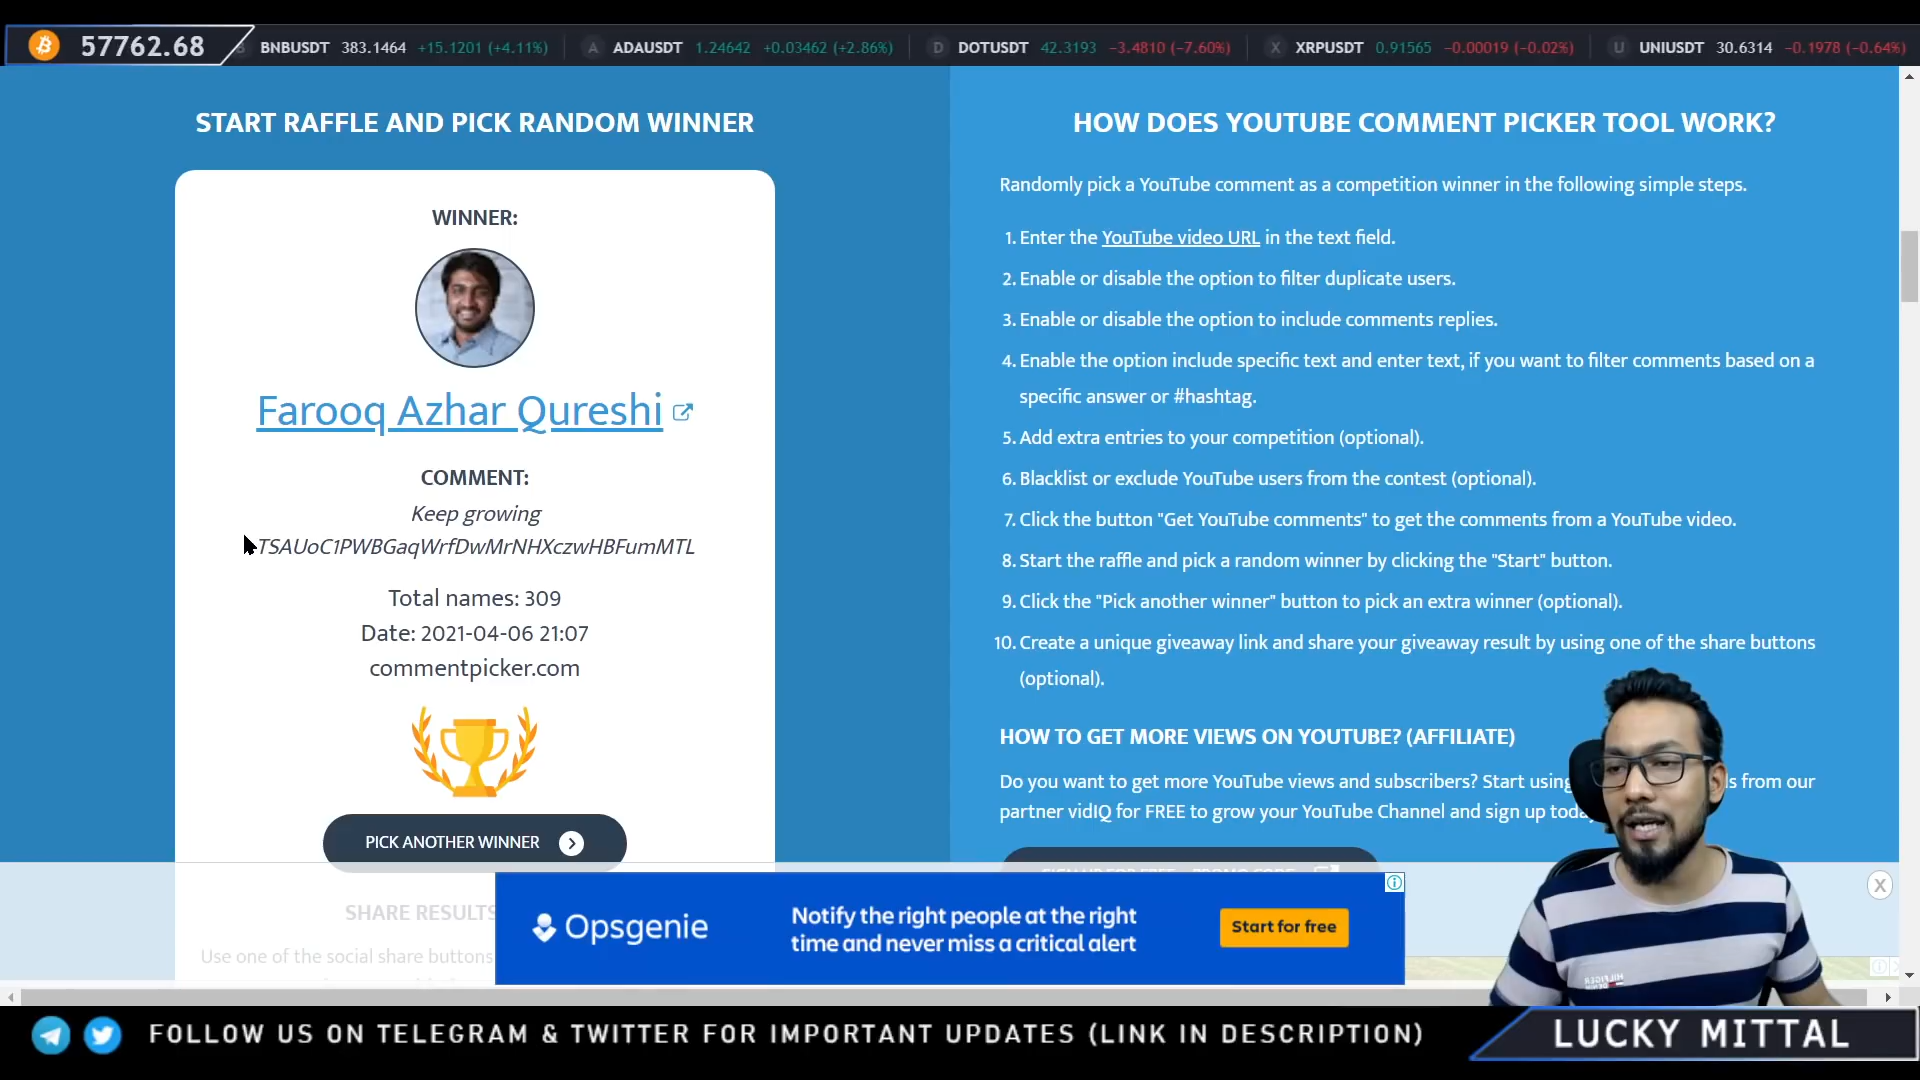 57762.68
BNBUSDT 383.1464 +15.1201 (+4.11%)
A ADAUSDT 1.24642 +0.03462 (+2.86%)
D DOTUSDT 42.3193 −3.4810 (−7.60%)
X XRPUSDT 0.91565 −0.00019 (−0.02%)
U UNIUSDT 30.6314 −0.1978 (−0.64%)
START RAFFLE AND PICK RANDOM WINNER
WINNER:
Farooq Azhar Qureshi
COMMENT:
Keep growing
TSAUoC1PWBGaqWrfDwMrNHXczwHBFumMTL
Total names: 309
Date: 2021-04-06 21:07
commentpicker.com
PICK ANOTHER WINNER
SHARE RESULTS
Use one of the social share buttons
HOW DOES YOUTUBE COMMENT PICKER TOOL WORK?
Randomly pick a YouTube comment as a competition winner in the following simple steps.
1. Enter the YouTube video URL in the text field.
2. Enable or disable the option to filter duplicate users.
3. Enable or disable the option to include comments replies.
4. Enable the option include specific text and enter text, if you want to filter comments based on a
specific answer or #hashtag.
5. Add extra entries to your competition (optional).
6. Blacklist or exclude YouTube users from the contest (optional).
7. Click the button "Get YouTube comments" to get the comments from a YouTube video.
8. Start the raffle and pick a random winner by clicking the "Start" button.
9. Click the "Pick another winner" button to pick an extra winner (optional).
10. Create a unique giveaway link and share your giveaway result by using one of the share buttons
(optional).
HOW TO GET MORE VIEWS ON YOUTUBE? (AFFILIATE)
Do you want to get more YouTube views and subscribers? Start using from our
partner vidIQ for FREE to grow your YouTube Channel and sign up
Opsgenie
Notify the right people at the right
time and never miss a critical alert
Start for free
X
FOLLOW US ON TELEGRAM & TWITTER FOR IMPORTANT UPDATES (LINK IN DESCRIPTION)
LUCKY MITTAL